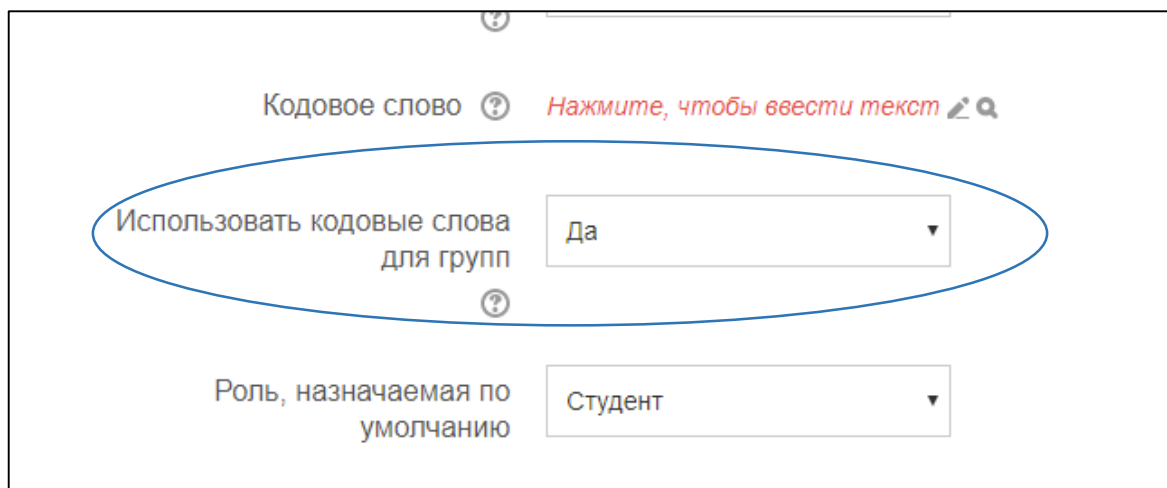 Кодовое слово Нажмите, чтобы ввести текст
Использовать кодовые слова
для групп
Да
Роль, назначаемая по
умолчанию
Студент